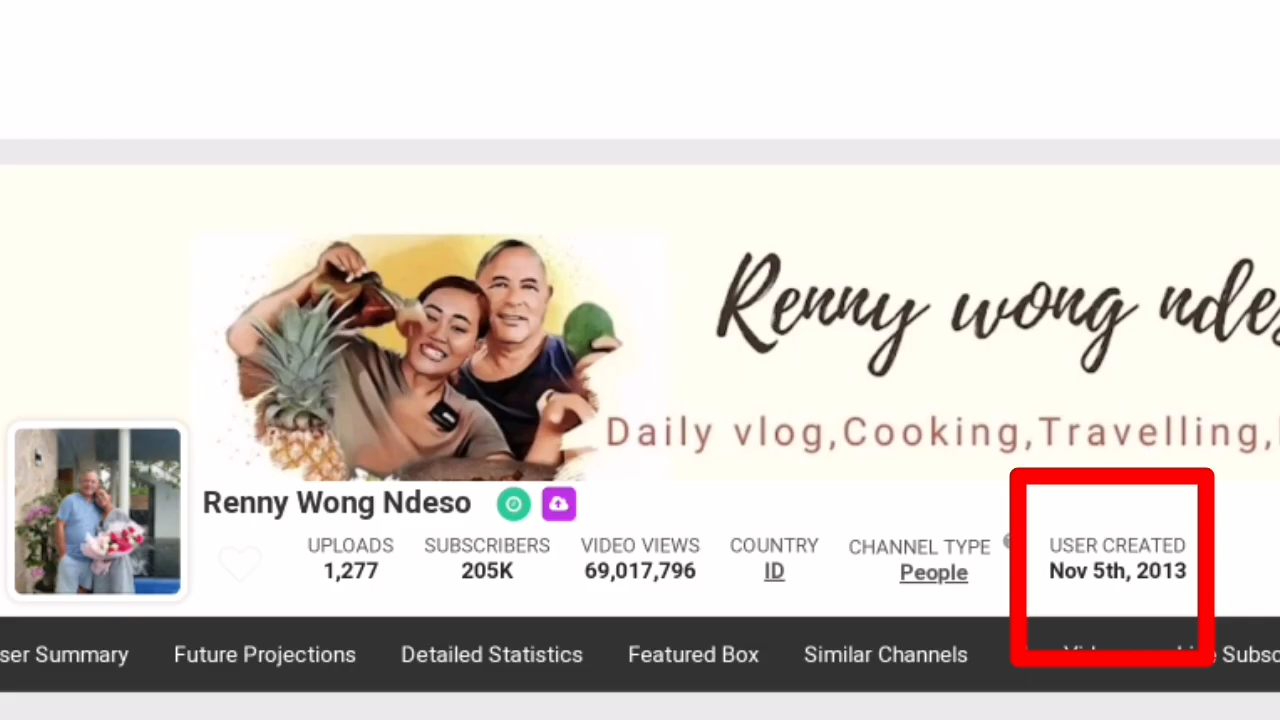 Renny wong
Daily vlog,Cooking,Travelling,
Renny Wong Ndeso
UPLOADS
1,277
SUBSCRIBERS
205K
VIDEO VIEWS
69,017,796
COUNTRY
ID
CHANNEL TYPE
People
USER CREATED
Nov 5th, 2013
Summary Future Projections Detailed Statistics Featured Box Similar Channels